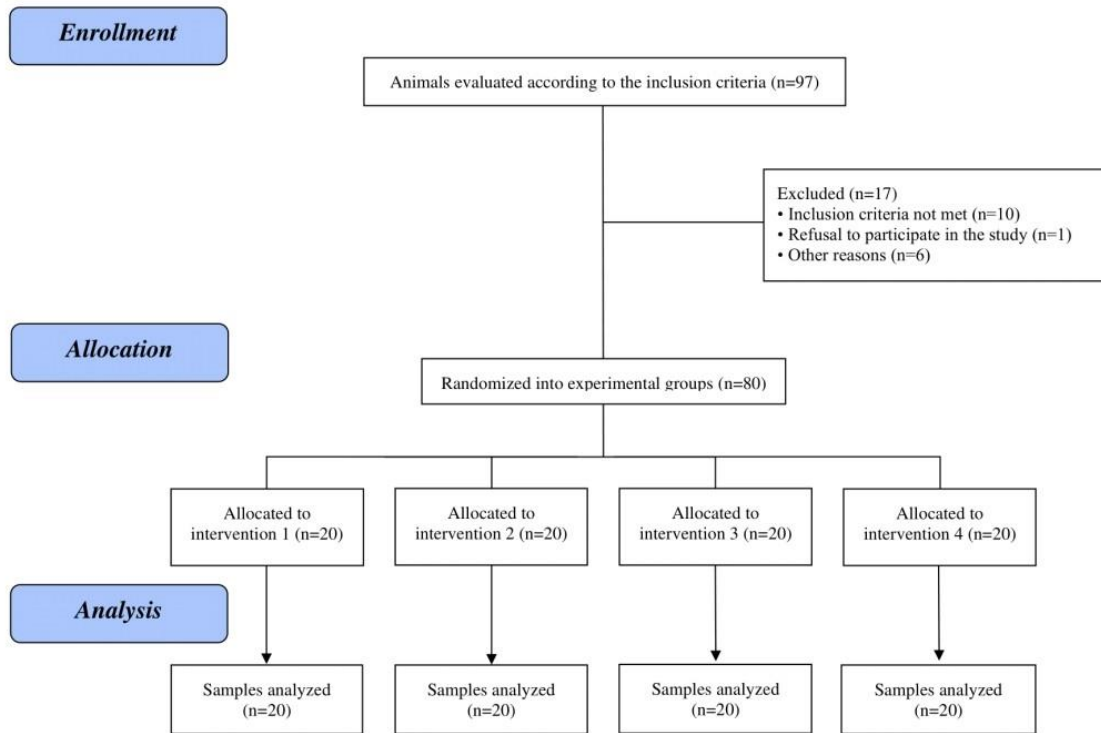 Enrollment
Animals evaluated according to the inclusion criteria (n=97)
Excluded (n=17)
• Inclusion criteria not met (n=10)
• Refusal to participate in the study (n=1)
• Other reasons (n=6)
Allocation
Randomized into experimental groups (n=80)
Allocated to
intervention 1 (n=20)
Allocated to
intervention 2 (n=20)
Allocated to
intervention 3 (n=20)
Allocated to
intervention 4 (n=20)
Analysis
Samples analyzed
(n=20)
Samples analyzed
(n=20)
Samples analyzed
(n=20)
Samples analyzed
(n=20)